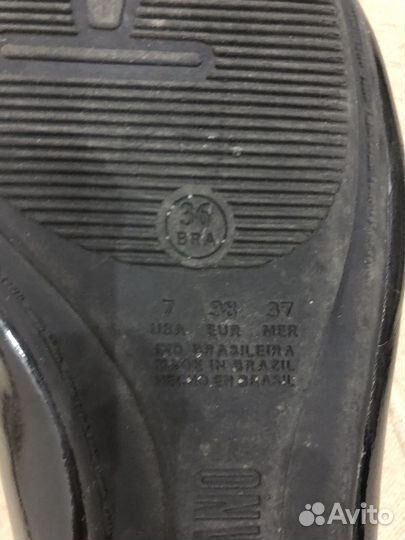 36
BRA
7 38 37
USA EUR MER
IND BRASILEIRA
MADE IN BRAZIL
HECHO EN BRASIL
Avito